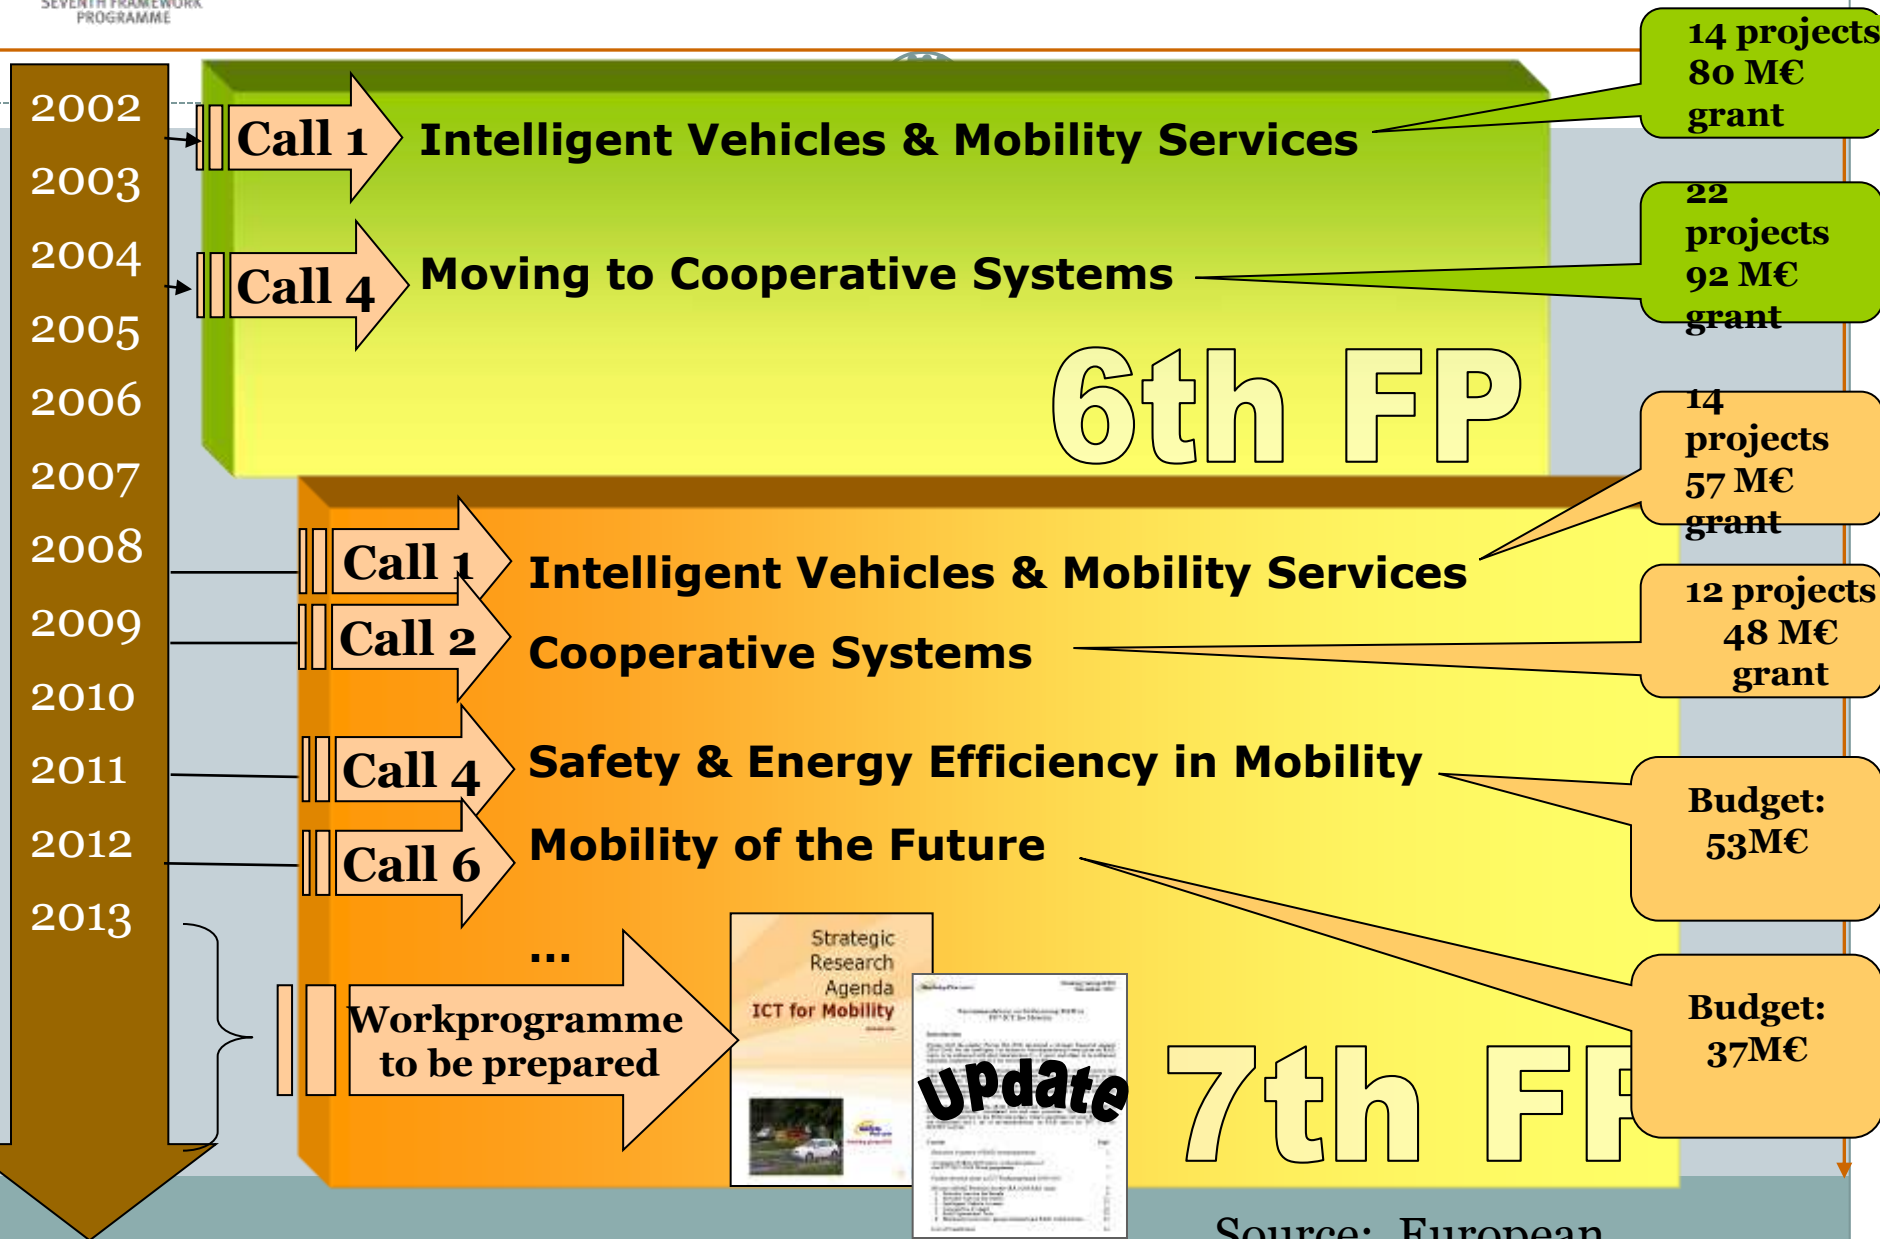 SEVENTH FRAMEWORK
PROGRAMME
2002
2003
2004
2005
2006
2007
2008
2009
2010
2011
2012
2013
Call 1
Intelligent Vehicles & Mobility Services
14 projects
80 M€
grant
Call 4
Moving to Cooperative Systems
22
projects
92 M€
grant
6th FP
Call 1
Intelligent Vehicles & Mobility Services
14
projects
57 M€
grant
Call 2
Cooperative Systems
12 projects
48 M€
grant
Call 4
Safety & Energy Efficiency in Mobility
Budget:
53M€
Call 6
Mobility of the Future
Budget:
37M€
...
Workprogramme
to be prepared
Strategic
Research
Agenda
ICT for Mobility
Update
7th FP
Source: European